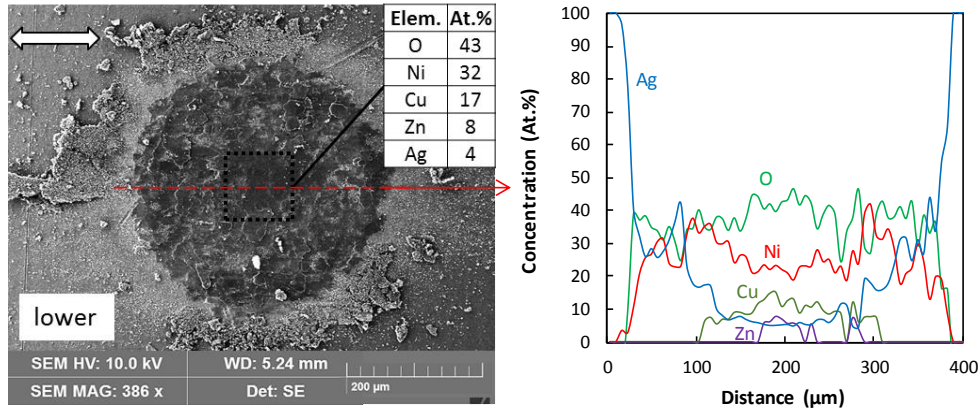 Elem. At.%
O 43
Ni 32
Cu 17
Zn 8
Ag 4
lower
SEM HV: 10.0 kV WD: 5.24 mm
SEM MAG: 386 x Det: SE
200 µm
100
90
80
70
60
50
40
30
20
10
0
Concentration (At.%)
Ag
O
Ni
Cu
Zn
0 100 200 300 400
Distance (µm)